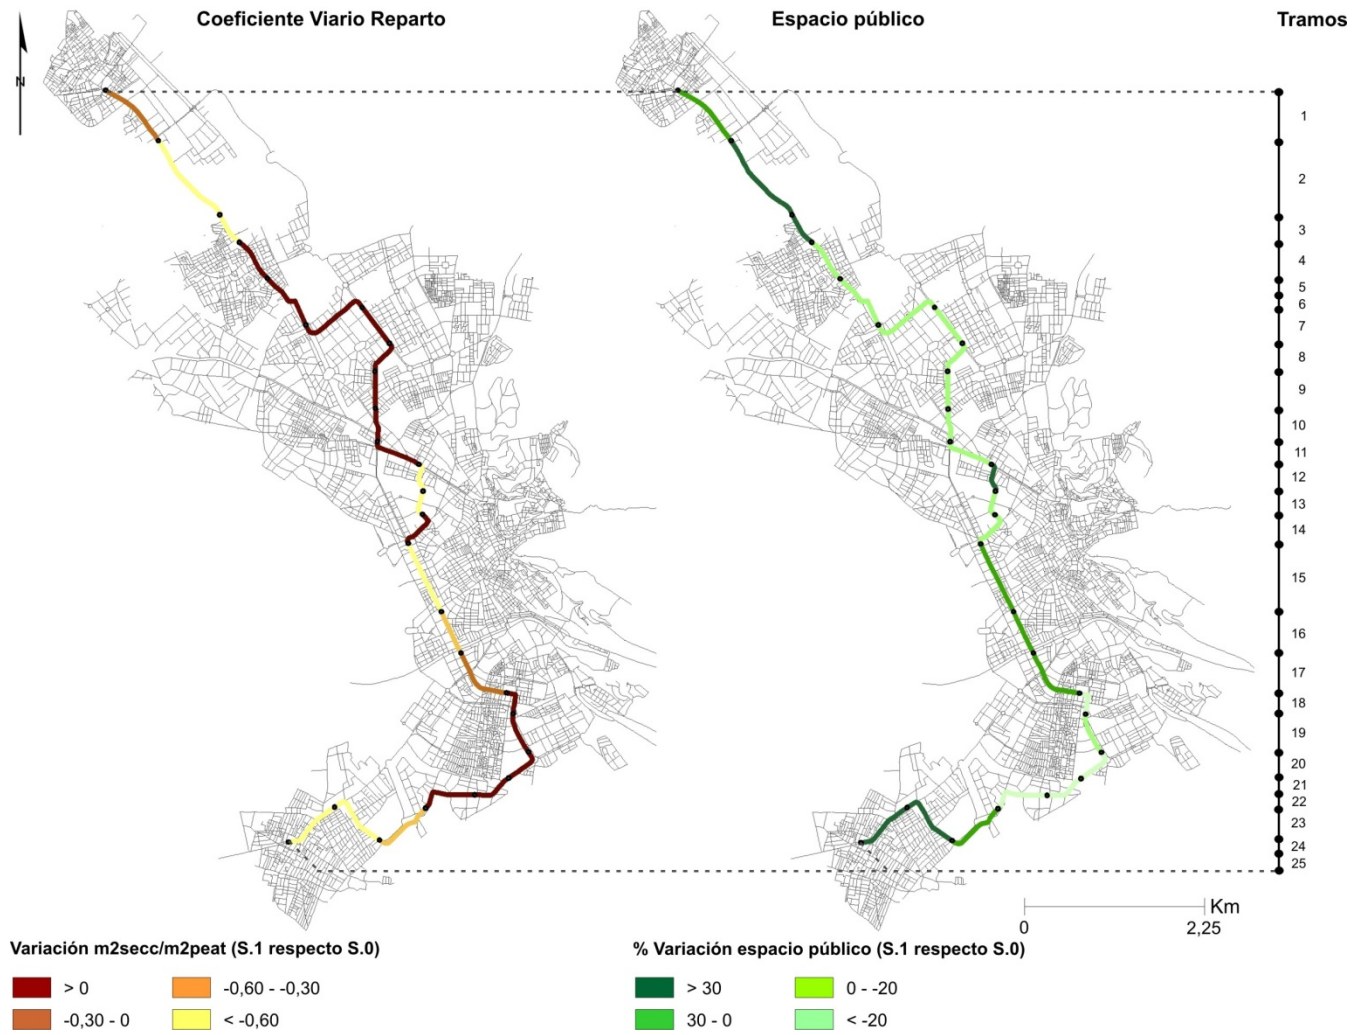 Coeficiente Viario Reparto
Espacio público
Tramos
N
1
2
3
4
5
6
7
8
9
10
11
12
13
14
15
16
17
18
19
20
21
22
23
24
25
Km
0 2,25
Variación m2secc/m2peat (S.1 respecto S.0)
> 0
-0,60 - -0,30
-0,30 - 0
< -0,60
% Variación espacio público (S.1 respecto S.0)
> 30
0 - -20
30 - 0
< -20